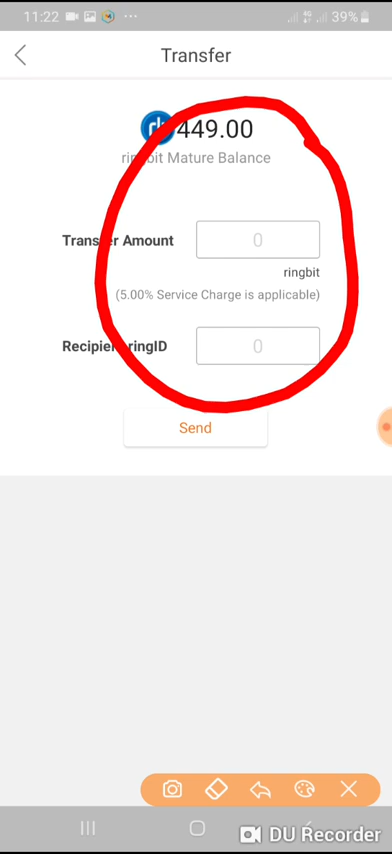 11:22
4G
39%
Transfer
449.00
ringbit Mature Balance
Transfer Amount
0
ringbit
(5.00% Service Charge is applicable)
Recipient ringID
0
Send
DU Recorder